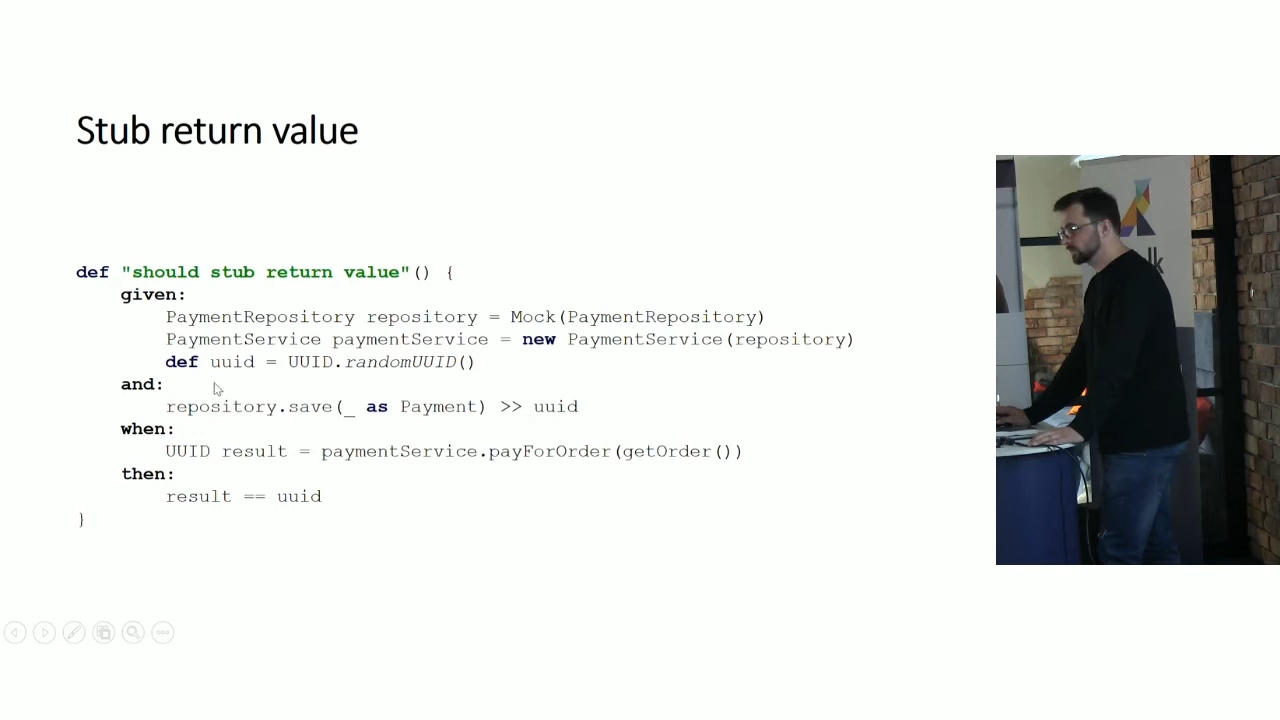 Stub return value
def "should stub return value"() {
given:
PaymentRepository repository = Mock(PaymentRepository)
PaymentService paymentService = new PaymentService(repository)
def uuid = UUID.randomUUID()
and:
repository.save(_ as Payment) >> uuid
when:
UUID result = paymentService.payForOrder(getOrder())
then:
result == uuid
}